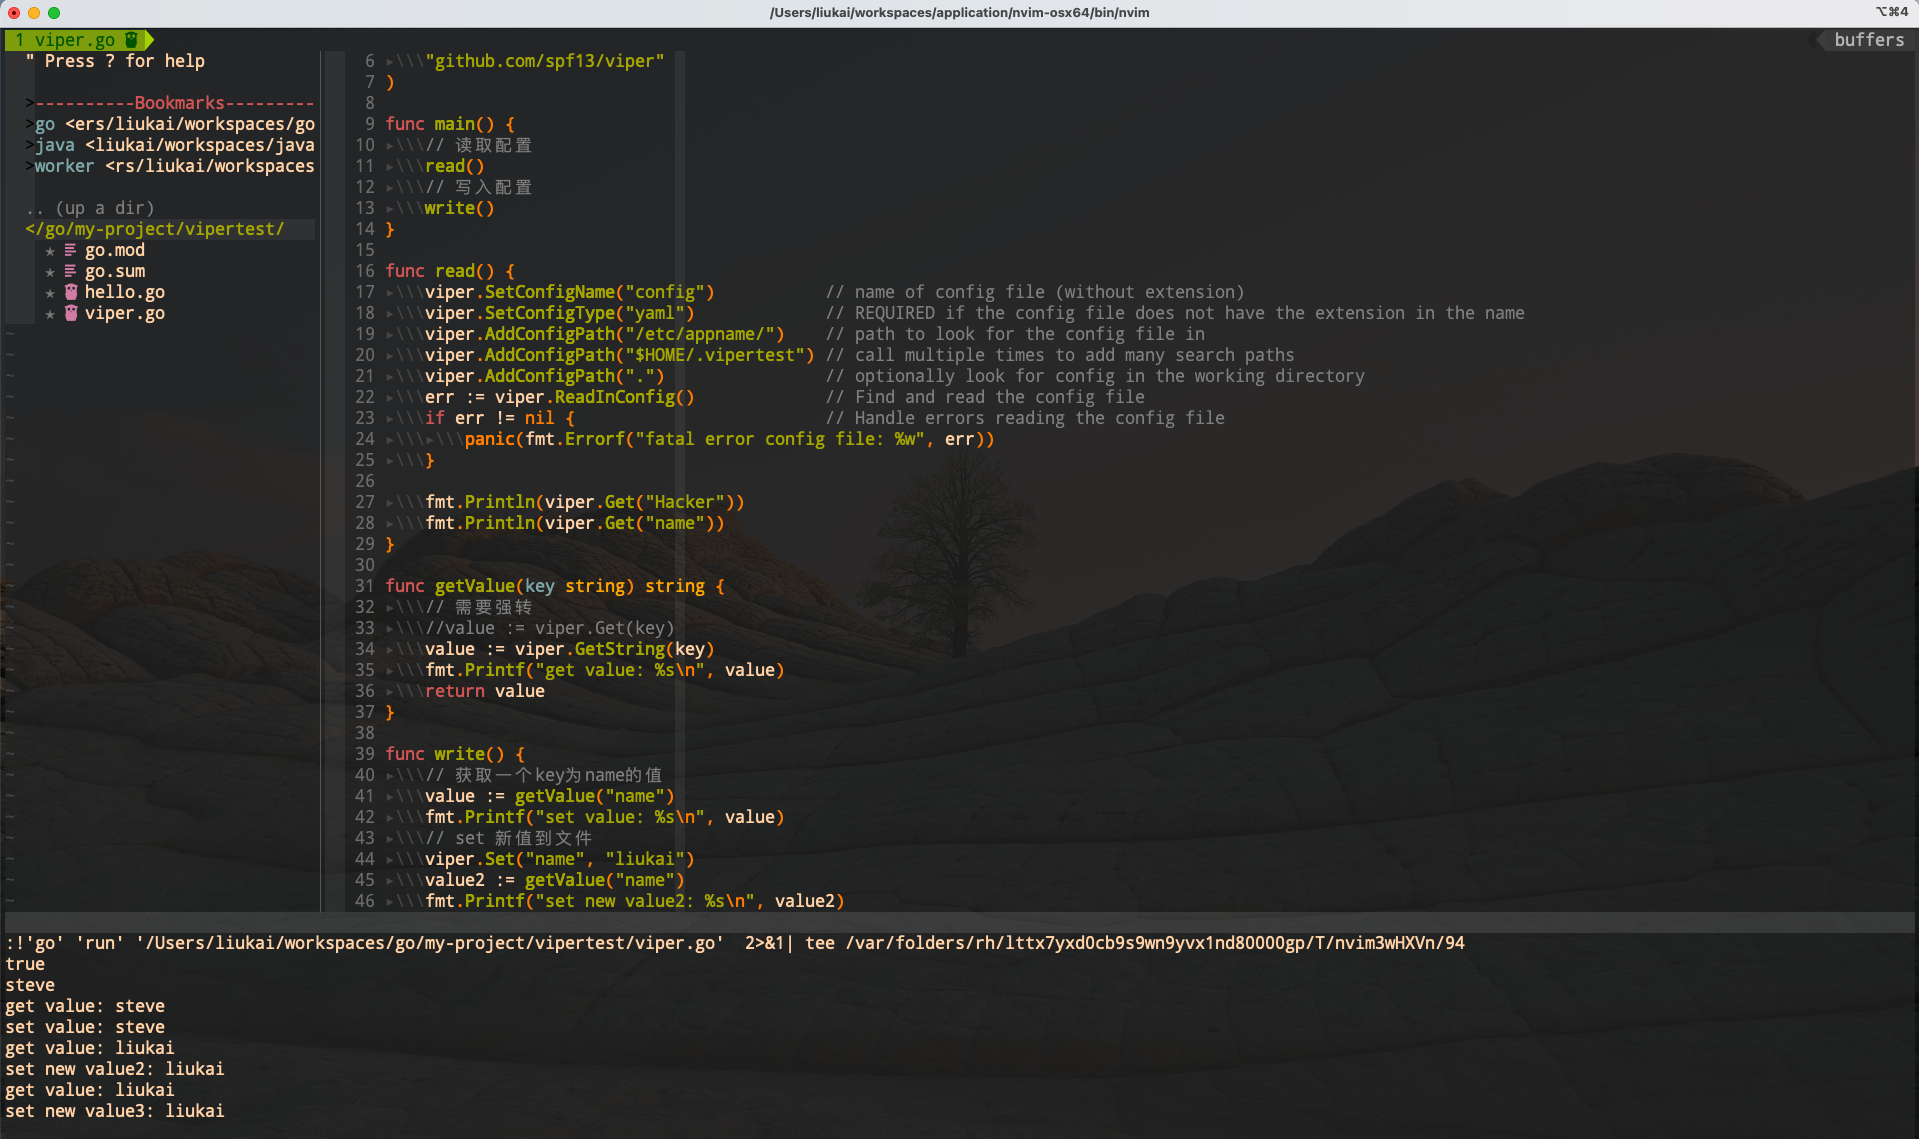 /Users/liukai/workspaces/application/nvim-osx64/bin/nvim
⌥⌘4
1 viper.go
buffers
" Press ? for help
>----------Bookmarks---------
>go <ers/liukai/workspaces/go
>java <liukai/workspaces/java
>worker <rs/liukai/workspaces
.. (up a dir)
</go/my-project/vipertest/
★ go.mod
★ go.sum
★ hello.go
★ viper.go
6 ▸\\\"github.com/spf13/viper"
7 )
8
9 func main() {
10 ▸\\\// 读取配置
11 ▸\\\read()
12 ▸\\\// 写入配置
13 ▸\\\write()
14 }
15
16 func read() {
17 ▸\\\viper.SetConfigName("config")           // name of config file (without extension)
18 ▸\\\viper.SetConfigType("yaml")             // REQUIRED if the config file does not have the extension in the name
19 ▸\\\viper.AddConfigPath("/etc/appname/")    // path to look for the config file in
20 ▸\\\viper.AddConfigPath("$HOME/.vipertest") // call multiple times to add many search paths
21 ▸\\\viper.AddConfigPath(".")                // optionally look for config in the working directory
22 ▸\\\err := viper.ReadInConfig()             // Find and read the config file
23 ▸\\\if err != nil {                         // Handle errors reading the config file
24 ▸\\\▸\\\panic(fmt.Errorf("fatal error config file: %w", err))
25 ▸\\\}
26
27 ▸\\\fmt.Println(viper.Get("Hacker"))
28 ▸\\\fmt.Println(viper.Get("name"))
29 }
30
31 func getValue(key string) string {
32 ▸\\\// 需要强转
33 ▸\\\//value := viper.Get(key)
34 ▸\\\value := viper.GetString(key)
35 ▸\\\fmt.Printf("get value: %s\n", value)
36 ▸\\\return value
37 }
38
39 func write() {
40 ▸\\\// 获取一个key为name的值
41 ▸\\\value := getValue("name")
42 ▸\\\fmt.Printf("set value: %s\n", value)
43 ▸\\\// set 新值到文件
44 ▸\\\viper.Set("name", "liukai")
45 ▸\\\value2 := getValue("name")
46 ▸\\\fmt.Printf("set new value2: %s\n", value2)
:!'go' 'run' '/Users/liukai/workspaces/go/my-project/vipertest/viper.go'  2>&1| tee /var/folders/rh/lttx7yxd0cb9s9wn9yvx1nd80000gp/T/nvim3wHXVn/94
true
steve
get value: steve
set value: steve
get value: liukai
set new value2: liukai
get value: liukai
set new value3: liukai